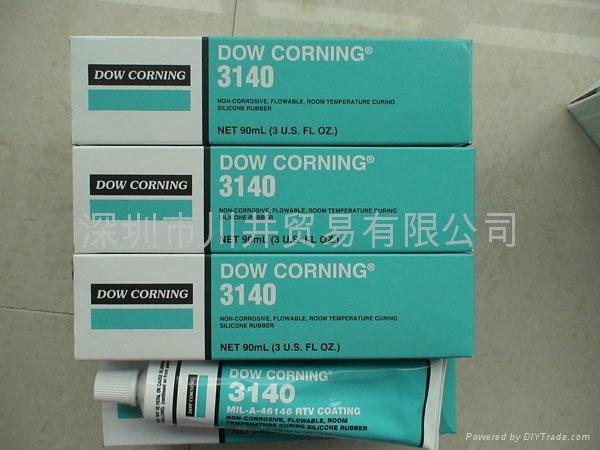 DOW CORNING
DOW CORNING®
3140
NON-CORROSIVE, FLOWABLE, ROOM TEMPERATURE CURING
SILICONE RUBBER
NET 90mL (3 U.S. FL OZ.)
DOW CORNING
DOW CORNING®
3140
NON-CORROSIVE, FLOWABLE, ROOM TEMPERATURE CURING
SILICONE RUBBER
NET 90mL (3 U.S. FL OZ.)
深圳市川井贸易有限公司
DOW CORNING
DOW CORNING®
3140
NON-CORROSIVE, FLOWABLE, ROOM TEMPERATURE CURING
SILICONE RUBBER
NET 90mL (3 U.S. FL OZ.)
DOW CORNING
DOW CORNING®
3140
MIL-A-46146 RTV COATING
NON-CORROSIVE, FLOWABLE, ROOM
TEMPERATURE CURING SILICONE RUBBER
Powered by DIYTrade.com